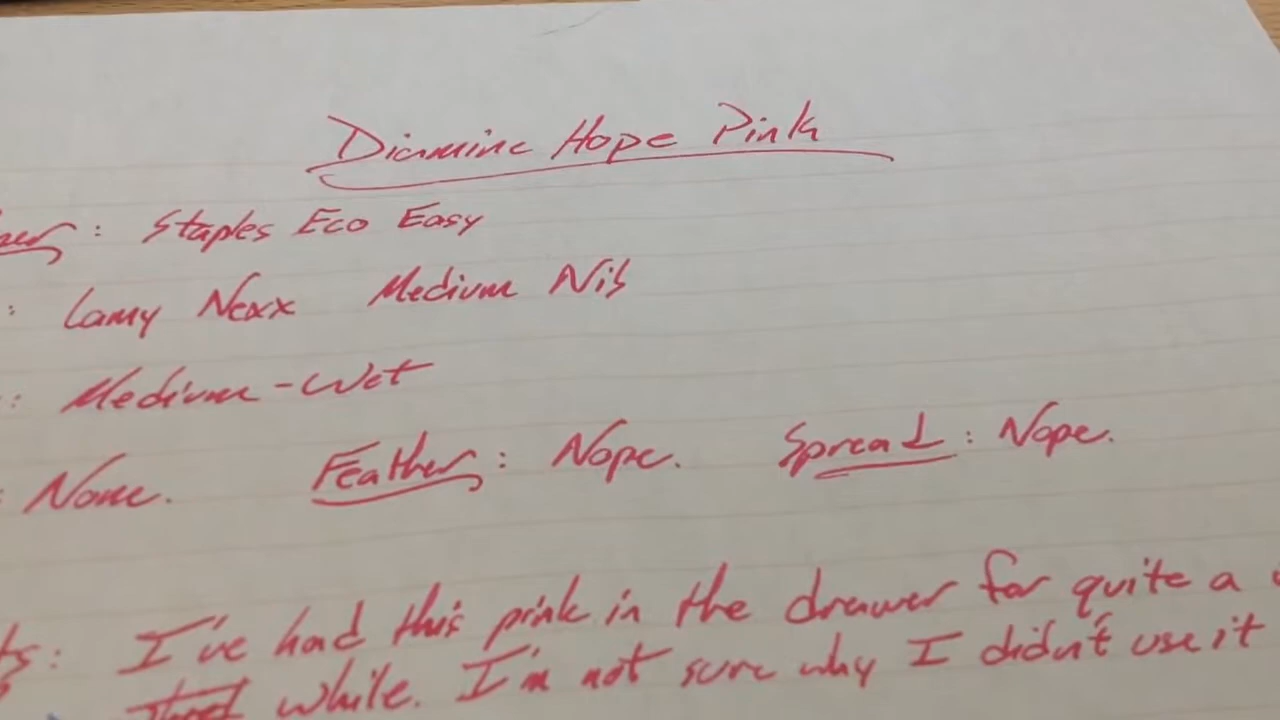 Diamine Hope Pink
: Staples Eco Easy
: Lamy Nexx Medium Nib
: Medium-Wet
: None. Feather: Nope. Spread: Nope.
: I've had this pink in the drawer for quite a
while. I'm not sure why I didn't use it